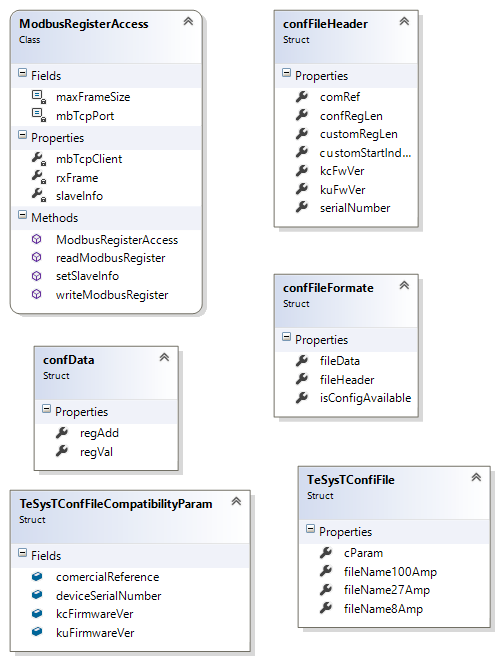 ModbusRegisterAccess
Class
Fields
maxFrameSize
mbTcpPort
Properties
mbTcpClient
rxFrame
slaveInfo
Methods
ModbusRegisterAccess
readModbusRegister
setSlaveInfo
writeModbusRegister
confFileHeader
Struct
Properties
comRef
confRegLen
customRegLen
customStartInd...
kcFwVer
kuFwVer
serialNumber
confFileFormate
Struct
Properties
fileData
fileHeader
isConfigAvailable
confData
Struct
Properties
regAdd
regVal
TeSysTConfFileCompatibilityParam
Struct
Fields
comercialReference
deviceSerialNumber
kcFirmwareVer
kuFirmwareVer
TeSysTConfiFile
Struct
Properties
cParam
fileName100Amp
fileName27Amp
fileName8Amp